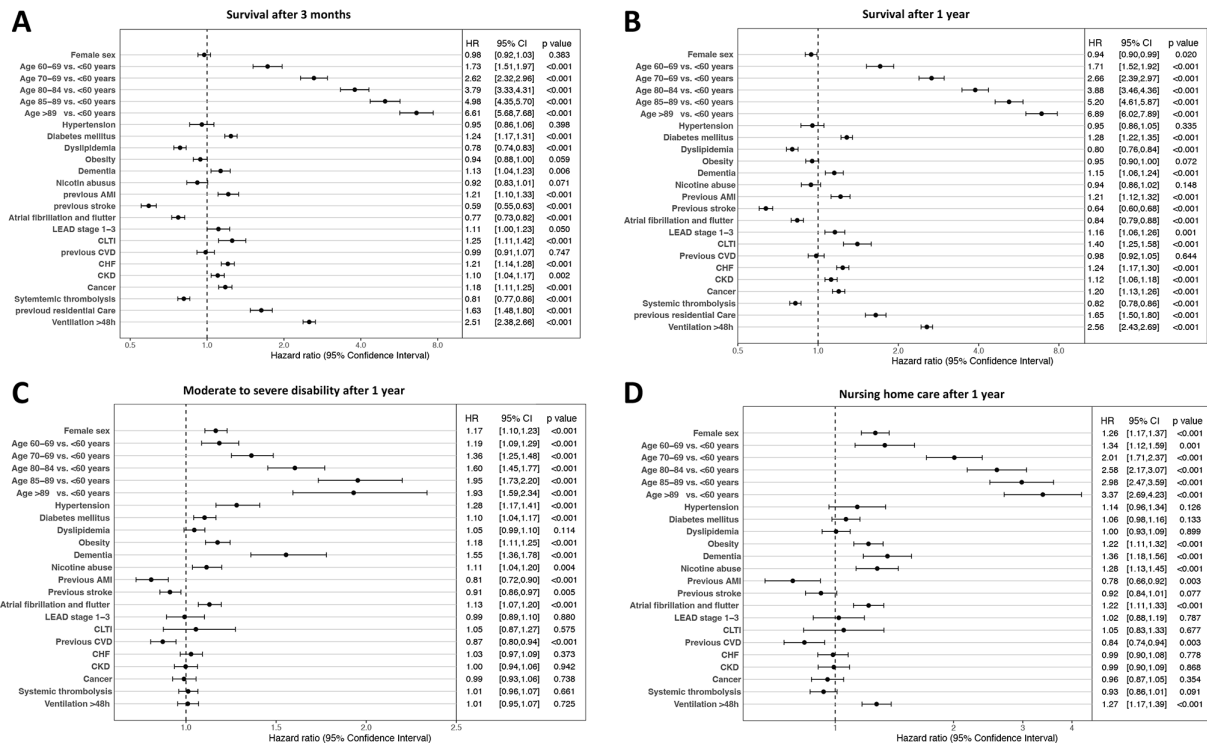 A
Survival after 3 months
HR 95% CI p value
Female sex 0.98 [0.92,1.03) 0.383
Age 60–69 vs. <60 years 1.73 [1.51,1.97] <0.001
Age 70–69 vs. <60 years 2.62 [2.32,2.96] <0.001
Age 80–84 vs. <60 years 3.79 [3.33,4.31] <0.001
Age 85–89 vs. <60 years 4.98 [4.35,5.70] <0.001
Age >89 vs. <60 years 6.61 [5.68,7.68] <0.001
Hypertension 0.95 [0.86,1.06] 0.398
Diabetes mellitus 1.24 [1.17,1.31] <0.001
Dyslipidemia 0.78 [0.74,0.83] <0.001
Obesity 0.94 [0.88,1.00] 0.059
Dementia 1.13 [1.04,1.23] 0.006
Nicotin abusus 0.92 [0.83,1.01] 0.071
previous AMI 1.21 [1.10,1.33] <0.001
previous stroke 0.59 [0.55,0.63] <0.001
Atrial fibrillation and flutter 0.77 [0.73,0.82] <0.001
LEAD stage 1–3 1.11 [1.00,1.23] 0.050
CLTI 1.25 [1.11,1.42] <0.001
previous CVD 0.99 [0.91,1.07] 0.747
CHF 1.21 [1.14,1.28] <0.001
CKD 1.10 [1.04,1.17] 0.002
Cancer 1.18 [1.11,1.25] <0.001
Sytemtemic thrombolysis 0.81 [0.77,0.86] <0.001
previoud residential Care 1.63 [1.48,1.80] <0.001
Ventilation >48h 2.51 [2.38,2.66] <0.001
0.5 1.0 2.0 4.0 8.0
Hazard ratio (95% Confidence Interval)
B
Survival after 1 year
HR 95% CI p value
Female sex 0.94 [0.90,0.99] 0.020
Age 60–69 vs. <60 years 1.71 [1.52,1.92] <0.001
Age 70–69 vs. <60 years 2.66 [2.39,2.97] <0.001
Age 80–84 vs. <60 years 3.88 [3.46,4.36] <0.001
Age 85–89 vs. <60 years 5.20 [4.61,5.87] <0.001
Age >89 vs. <60 years 6.89 [6.02,7.89] <0.001
Hypertension 0.95 [0.86,1.05] 0.335
Diabetes mellitus 1.28 [1.22,1.35] <0.001
Dyslipidemia 0.80 [0.76,0.84] <0.001
Obesity 0.95 [0.90,1.00] 0.072
Dementia 1.15 [1.06,1.24] <0.001
Nicotine abuse 0.94 [0.86,1.02] 0.148
Previous AMI 1.21 [1.12,1.32] <0.001
Previous stroke 0.64 [0.60,0.68] <0.001
Atrial fibrillation and flutter 0.84 [0.79,0.88] <0.001
LEAD stage 1–3 1.16 [1.06,1.26] 0.001
CLTI 1.40 [1.25,1.58] <0.001
Previous CVD 0.98 [0.92,1.05] 0.644
CHF 1.24 [1.17,1.30] <0.001
CKD 1.12 [1.06,1.18] <0.001
Cancer 1.20 [1.13,1.26] <0.001
Systemic thrombolysis 0.82 [0.78,0.86] <0.001
previous residential Care 1.65 [1.50,1.80] <0.001
Ventilation >48h 2.56 [2.43,2.69] <0.001
0.5 1.0 2.0 4.0 8.0
Hazard ratio (95% Confidence Interval)
C
Moderate to severe disability after 1 year
HR 95% CI p value
Female sex 1.17 [1.10,1.23] <0.001
Age 60–69 vs. <60 years 1.19 [1.09,1.29] <0.001
Age 70–69 vs. <60 years 1.36 [1.25,1.48] <0.001
Age 80–84 vs. <60 years 1.60 [1.45,1.77] <0.001
Age 85–89 vs. <60 years 1.95 [1.73,2.20] <0.001
Age >89 vs. <60 years 1.93 [1.59,2.34] <0.001
Hypertension 1.28 [1.17,1.41] <0.001
Diabetes mellitus 1.10 [1.04,1.17] <0.001
Dyslipidemia 1.05 [0.99,1.10] 0.114
Obesity 1.18 [1.11,1.25] <0.001
Dementia 1.55 [1.36,1.78] <0.001
Nicotine abuse 1.11 [1.04,1.20] 0.004
Previous AMI 0.81 [0.72,0.90] <0.001
Previous stroke 0.91 [0.86,0.97] 0.005
Atrial fibrillation and flutter 1.13 [1.07,1.20] <0.001
LEAD stage 1–3 0.99 [0.89,1.10] 0.880
CLTI 1.05 [0.87,1.27] 0.575
Previous CVD 0.87 [0.80,0.94] <0.001
CHF 1.03 [0.97,1.09] 0.373
CKD 1.00 [0.94,1.06] 0.942
Cancer 0.99 [0.93,1.06] 0.738
Systemic thrombolysis 1.01 [0.96,1.07] 0.661
Ventilation >48h 1.01 [0.95,1.07] 0.725
1.0 1.5 2.0 2.5
Hazard ratio (95% Confidence Interval)
D
Nursing home care after 1 year
HR 95% CI p value
Female sex 1.26 [1.17,1.37] <0.001
Age 60–69 vs. <60 years 1.34 [1.12,1.59] 0.001
Age 70–69 vs. <60 years 2.01 [1.71,2.37] <0.001
Age 80–84 vs. <60 years 2.58 [2.17,3.07] <0.001
Age 85–89 vs. <60 years 2.98 [2.47,3.59] <0.001
Age >89 vs. <60 years 3.37 [2.69,4.23] <0.001
Hypertension 1.14 [0.96,1.34] 0.126
Diabetes mellitus 1.06 [0.98,1.16] 0.133
Dyslipidemia 1.00 [0.93,1.09] 0.899
Obesity 1.22 [1.11,1.32] <0.001
Dementia 1.36 [1.18,1.56] <0.001
Nicotine abuse 1.28 [1.13,1.45] <0.001
Previous AMI 0.78 [0.66,0.92] 0.003
Previous stroke 0.92 [0.84,1.01] 0.077
Atrial fibrillation and flutter 1.22 [1.11,1.33] <0.001
LEAD stage 1–3 1.02 [0.88,1.19] 0.787
CLTI 1.05 [0.83,1.33] 0.677
Previous CVD 0.84 [0.74,0.94] 0.003
CHF 0.99 [0.90,1.08] 0.778
CKD 0.99 [0.90,1.09] 0.868
Cancer 0.96 [0.87,1.05] 0.354
Systemic thrombolysis 0.93 [0.86,1.01] 0.091
Ventilation >48h 1.27 [1.17,1.39] <0.001
1 2 3 4
Hazard ratio (95% Confidence Interval)